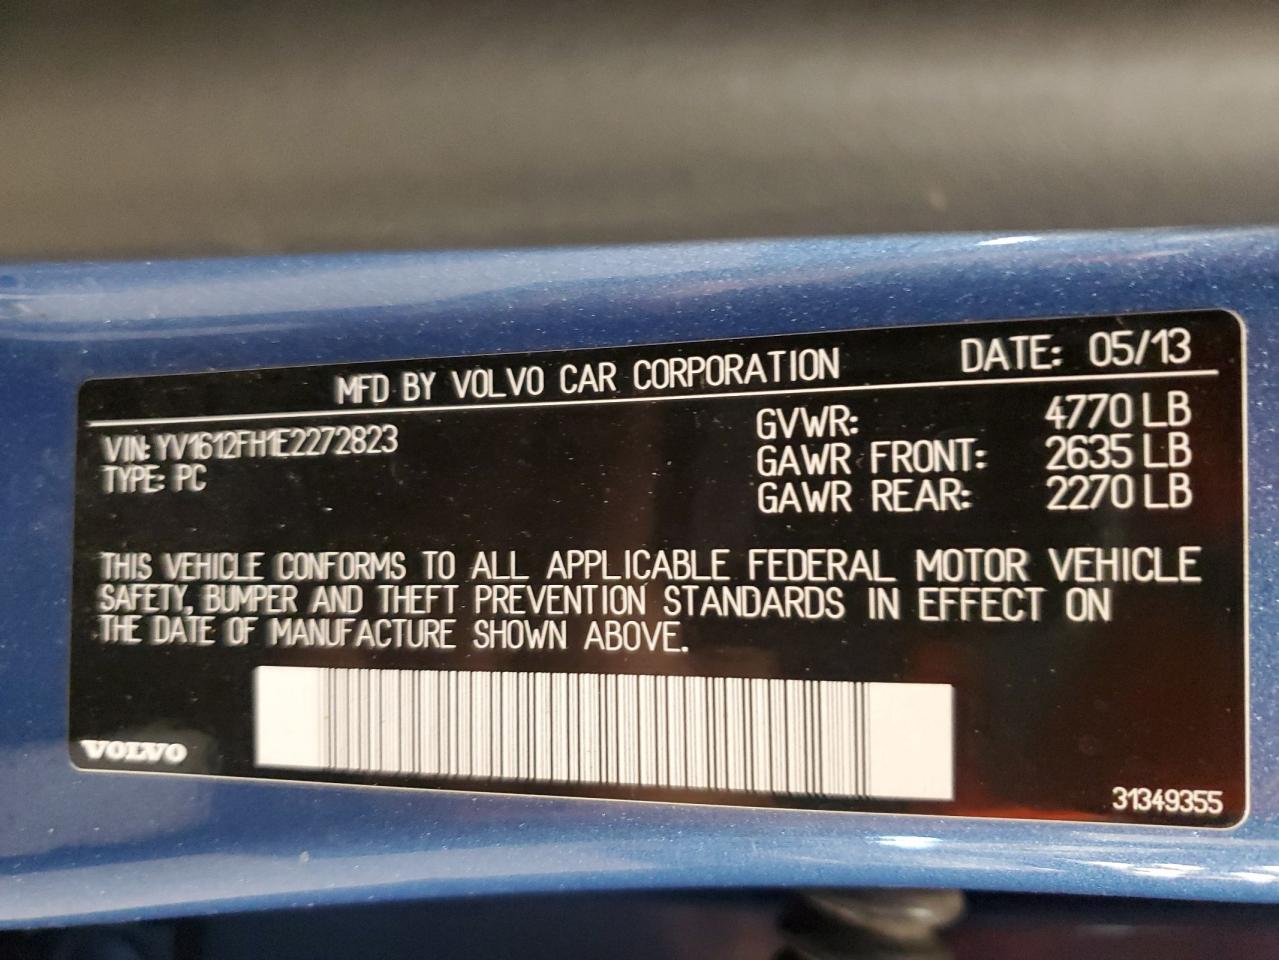 MFD BY VOLVO CAR CORPORATION DATE: 05/13
VIN: YV1612FH1E2272823 GVWR: 4770 LB
TYPE: PC GAWR FRONT: 2635 LB
GAWR REAR: 2270 LB
THIS VEHICLE CONFORMS TO ALL APPLICABLE FEDERAL MOTOR VEHICLE
SAFETY, BUMPER AND THEFT PREVENTION STANDARDS IN EFFECT ON
THE DATE OF MANUFACTURE SHOWN ABOVE.
VOLVO
31349355